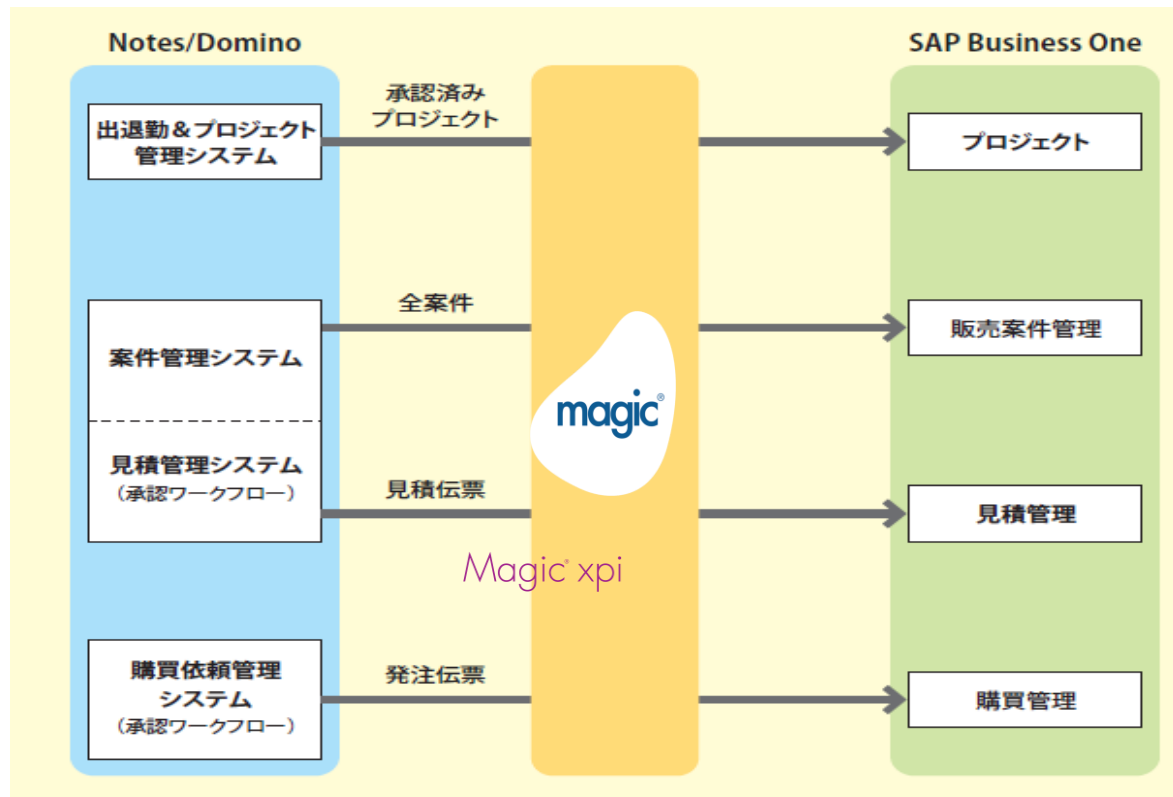 Notes/Domino
SAP Business One
出退勤&プロジェクト
管理システム
承認済み
プロジェクト
プロジェクト
案件管理システム
全案件
販売案件管理
magic®
見積管理システム
(承認ワークフロー)
見積伝票
見積管理
Magic® xpi
購買依頼管理
システム
(承認ワークフロー)
発注伝票
購買管理